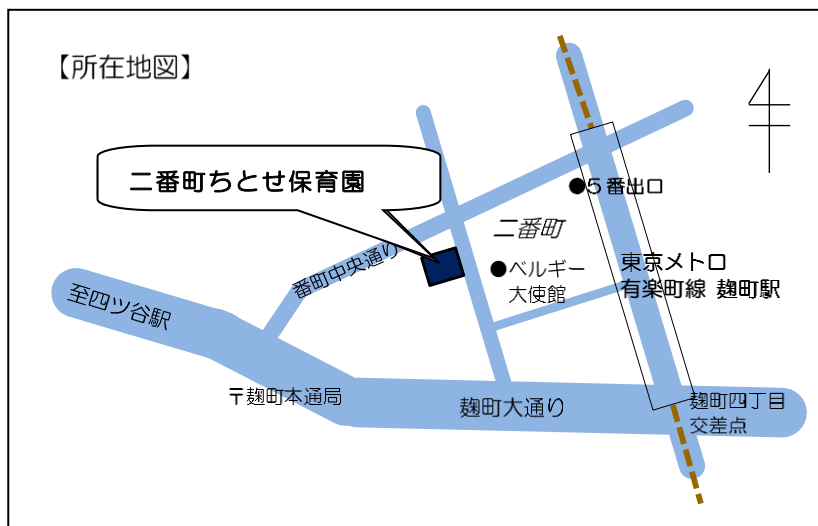 【所在地図】
二番町ちとせ保育園
●5番出口
二番町
番町中央通り
●ベルギー
大使館
東京メトロ
有楽町線 麹町駅
至四ツ谷駅
〒麹町本通局
麹町大通り
麹町四丁目
交差点